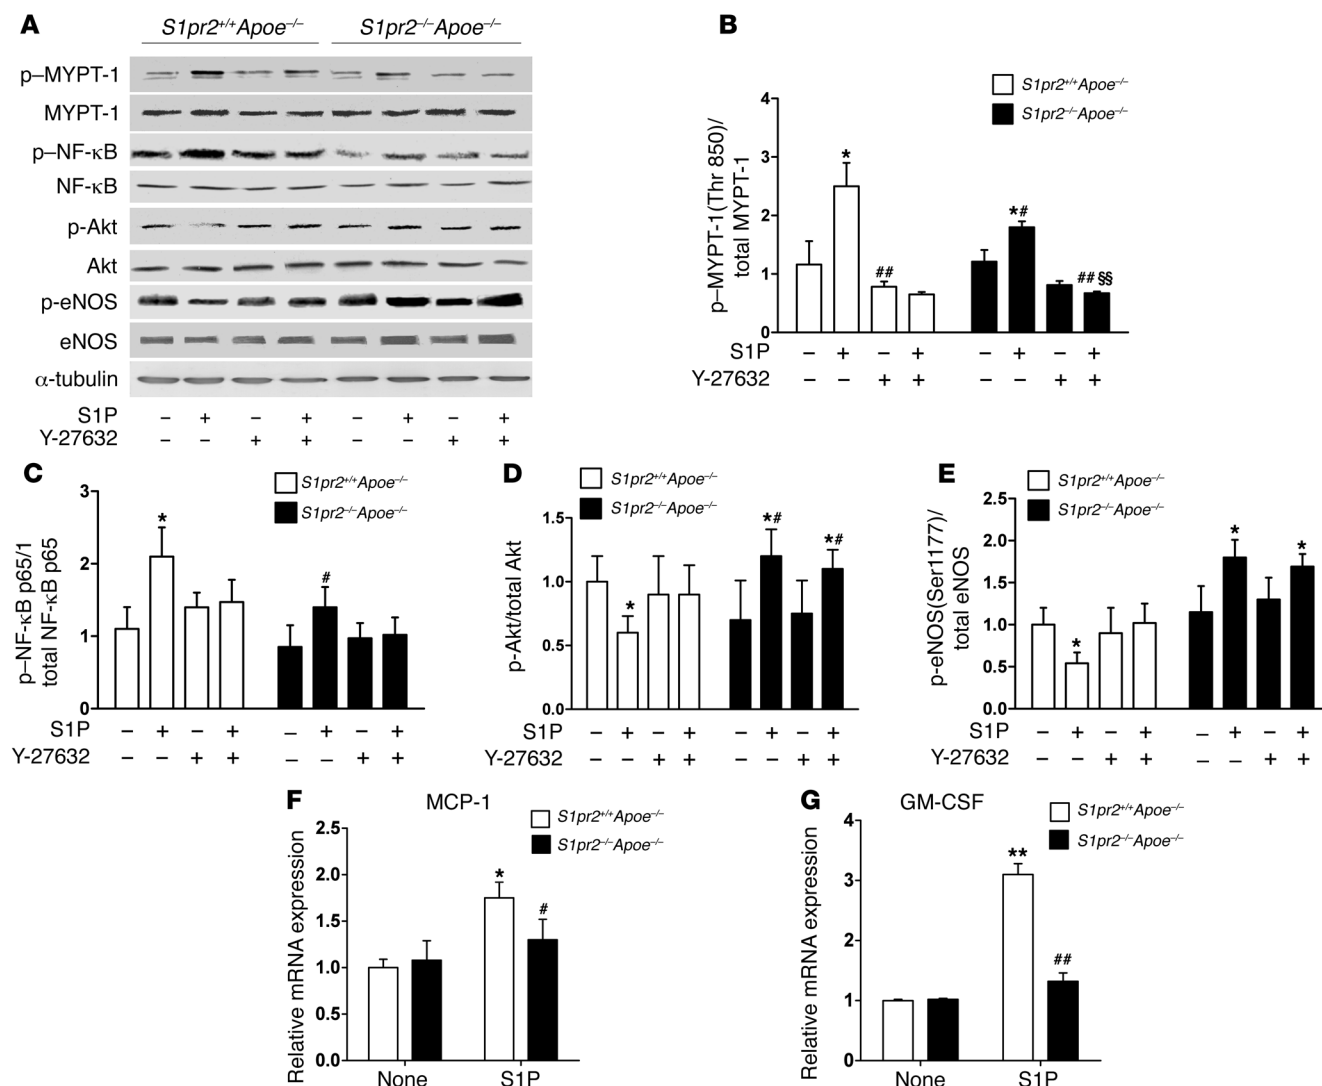 A
S1pr2+/+Apoe–/– S1pr2–/–Apoe–/–
p–MYPT-1
MYPT-1
p–NF-κB
NF-κB
p-Akt
Akt
p-eNOS
eNOS
α-tubulin
S1P – + – + – + – +
Y-27632 – – + + – – + +
B
S1pr2+/+Apoe–/–
S1pr2–/–Apoe–/–
p–MYPT-1(Thr 850)/
total MYPT-1
4
3
2
1
0
* ## *# ## §§
S1P – + – + – + – +
Y-27632 – – + + – – + +
C
S1pr2+/+Apoe–/–
S1pr2–/–Apoe–/–
p–NF-κB p65/1
total NF-κB p65
3
2
1
0
* #
S1P – + – + – + – +
Y-27632 – – + + – – + +
D
S1pr2+/+Apoe–/–
S1pr2–/–Apoe–/–
p-Akt/total Akt
1.5
1.0
0.5
0.0
* *# *#
S1P – + – + – + – +
Y-27632 – – + + – – + +
E
S1pr2+/+Apoe–/–
S1pr2–/–Apoe–/–
p-eNOS(Ser1177)/
total eNOS
2.5
2.0
1.5
1.0
0.5
0.0
* * *
S1P – + – + – + – +
Y-27632 – – + + – – + +
F
MCP-1
S1pr2+/+Apoe–/–
S1pr2–/–Apoe–/–
Relative mRNA expression
2.5
2.0
1.5
1.0
0.5
0.0
* #
None S1P
G
GM-CSF
S1pr2+/+Apoe–/–
S1pr2–/–Apoe–/–
Relative mRNA expression
4
3
2
1
0
** ##
None S1P